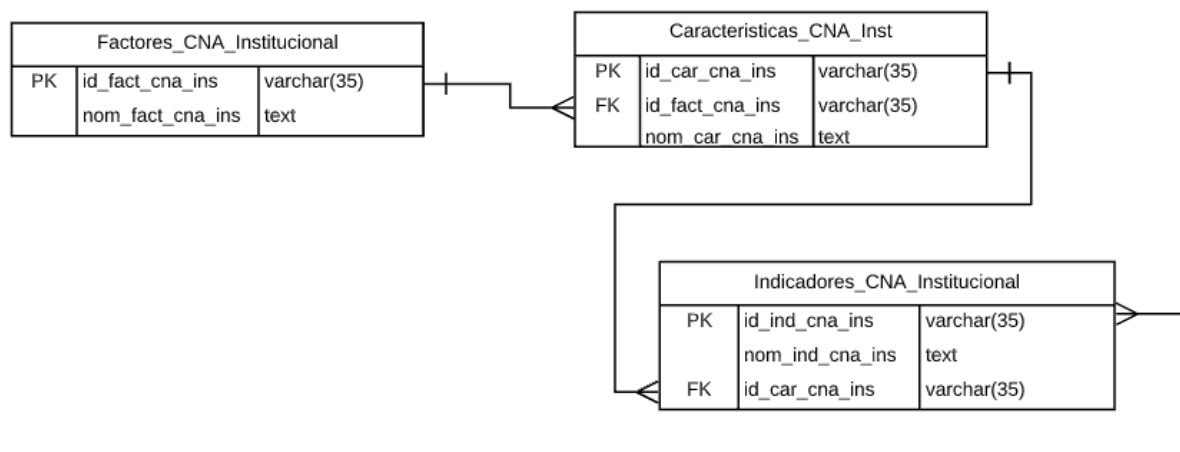 Factores_CNA_Institucional
PK id_fact_cna_ins varchar(35)
nom_fact_cna_ins text
Caracteristicas_CNA_Inst
PK id_car_cna_ins varchar(35)
FK id_fact_cna_ins varchar(35)
nom_car_cna_ins text
Indicadores_CNA_Institucional
PK id_ind_cna_ins varchar(35)
nom_ind_cna_ins text
FK id_car_cna_ins varchar(35)